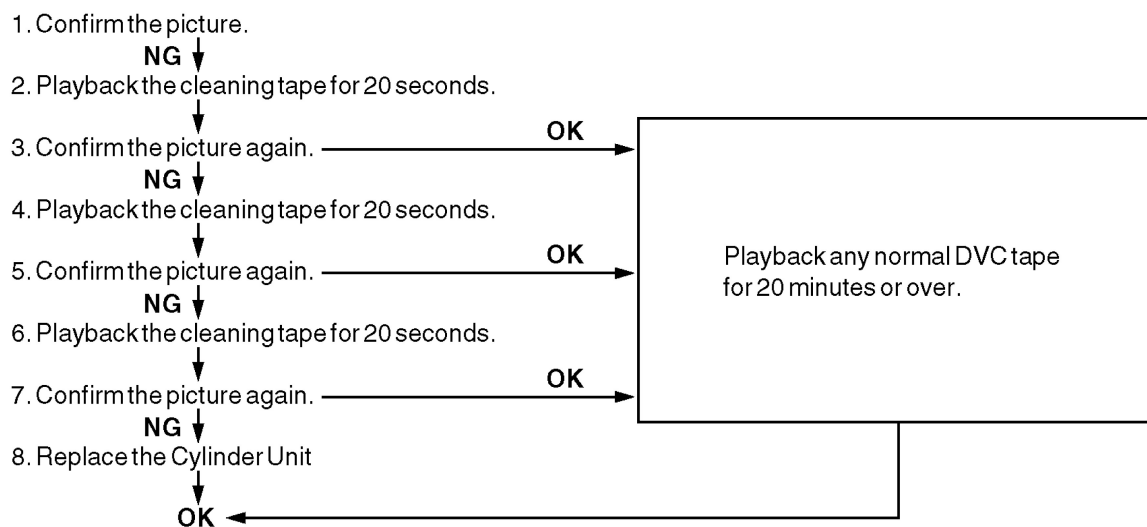 1. Confirm the picture.
NG
2. Playback the cleaning tape for 20 seconds.
OK
3. Confirm the picture again.
NG
4. Playback the cleaning tape for 20 seconds.
OK
5. Confirm the picture again.
NG
6. Playback the cleaning tape for 20 seconds.
OK
7. Confirm the picture again.
NG
8. Replace the Cylinder Unit
OK
Playback any normal DVC tape
for 20 minutes or over.